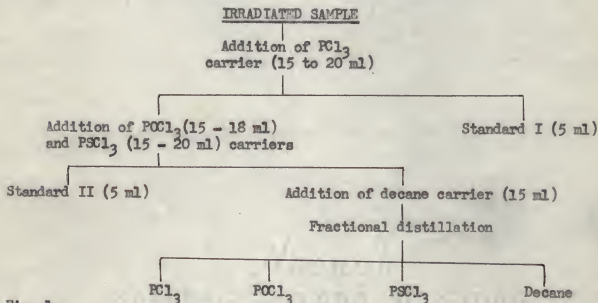 IRRADIATED SAMPLE
Addition of PCl3
carrier (15 to 20 ml)
Addition of POCl3 (15 - 18 ml)
and PSCl3 (15 - 20 ml) carriers
Standard I (5 ml)
Standard II (5 ml)
Addition of decane carrier (15 ml)
Fractional distillation
PCl3 POCl3 PSCl3 Decane